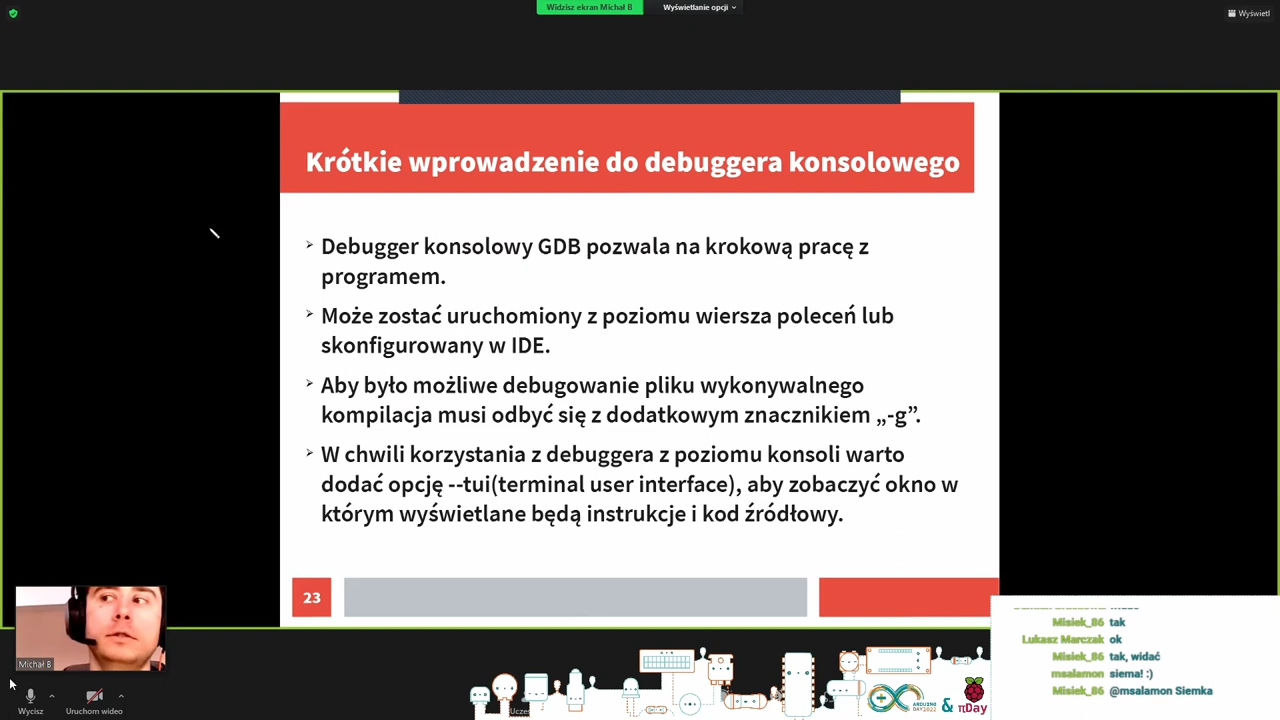 Widzisz ekran Michał B
Wyświetlanie opcji
Wyświetl
Krótkie wprowadzenie do debuggera konsolowego
Debugger konsolowy GDB pozwala na krokową pracę z
programem.
Może zostać uruchomiony z poziomu wiersza poleceń lub
skonfigurowany w IDE.
Aby było możliwe debugowanie pliku wykonywalnego
kompilacja musi odbyć się z dodatkowym znacznikiem „-g”.
W chwili korzystania z debuggera z poziomu konsoli warto
dodać opcję --tui(terminal user interface), aby zobaczyć okno w
którym wyświetlane będą instrukcje i kod źródłowy.
23
Michał B
Wycisz
Uruchom wideo
Ucze
ARDUINO
DAY2022
& πDay
Misiek_86 tak
Lukasz Marczak ok
Misiek_86 tak, widać
msalamon siema! :)
Misiek_86 @msalamon Siemka